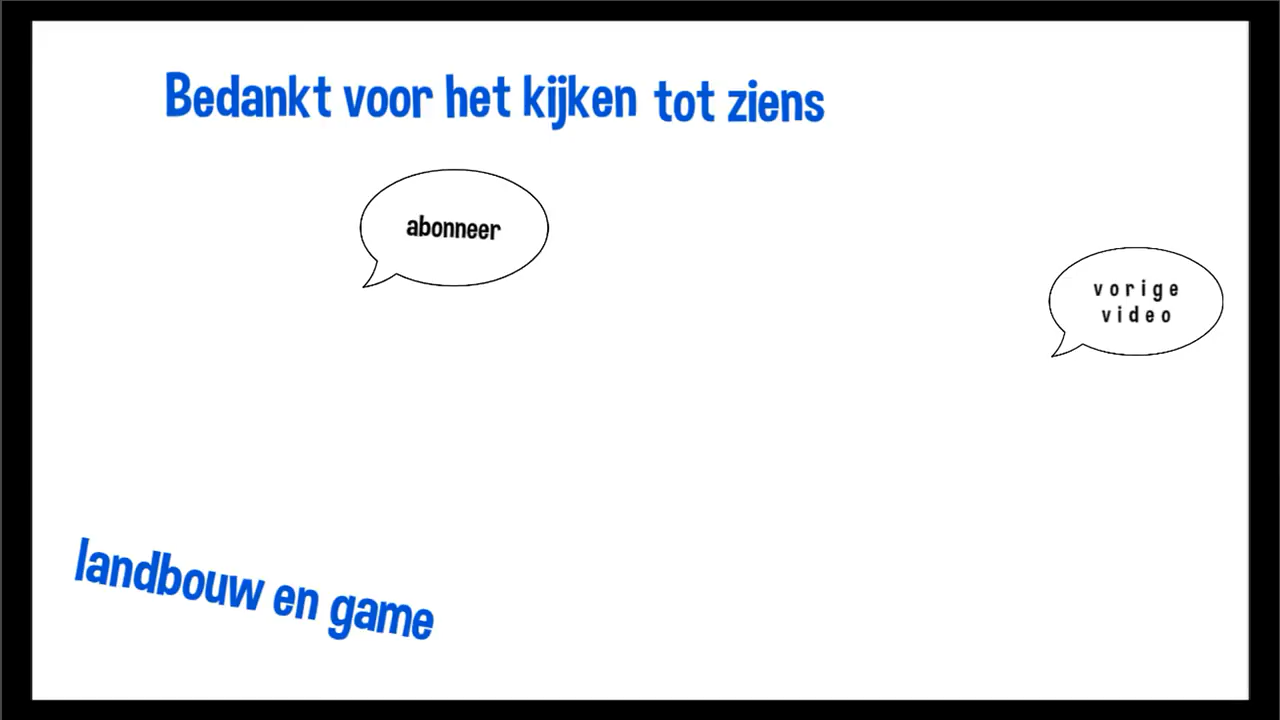 Bedankt voor het kijken tot ziens
abonneer
vorige
video
landbouw en game